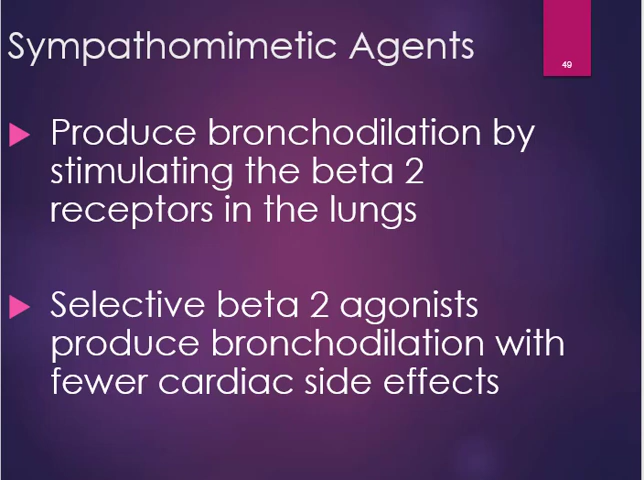 Sympathomimetic Agents
49
Produce bronchodilation by
stimulating the beta 2
receptors in the lungs
Selective beta 2 agonists
produce bronchodilation with
fewer cardiac side effects